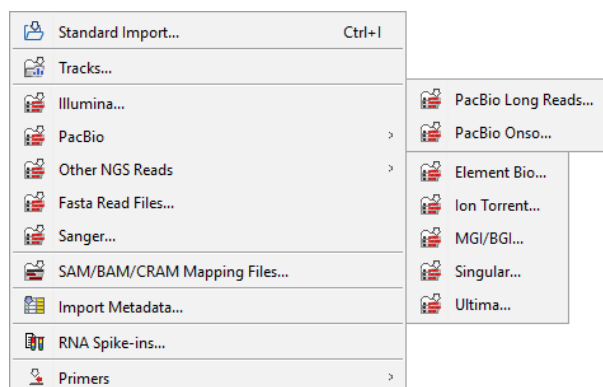 Standard Import... Ctrl+I
Tracks...
Illumina...
PacBio >
Other NGS Reads >
Fasta Read Files...
Sanger...
SAM/BAM/CRAM Mapping Files...
Import Metadata...
RNA Spike-ins...
Primers >
PacBio Long Reads...
PacBio Onso...
Element Bio...
Ion Torrent...
MGI/BGI...
Singular...
Ultima...